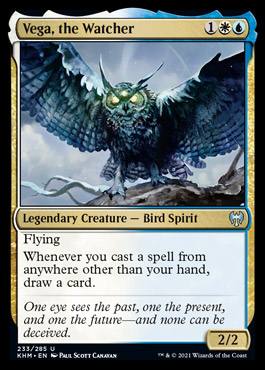 Vega, the Watcher 1
Legendary Creature — Bird Spirit
Flying
Whenever you cast a spell from
anywhere other than your hand,
draw a card.
One eye sees the past, one the present,
and one the future—and none can be
deceived.
2/2
233/285 U
KHM • EN PAUL SCOTT CANAVAN ™ & © 2021 Wizards of the Coast